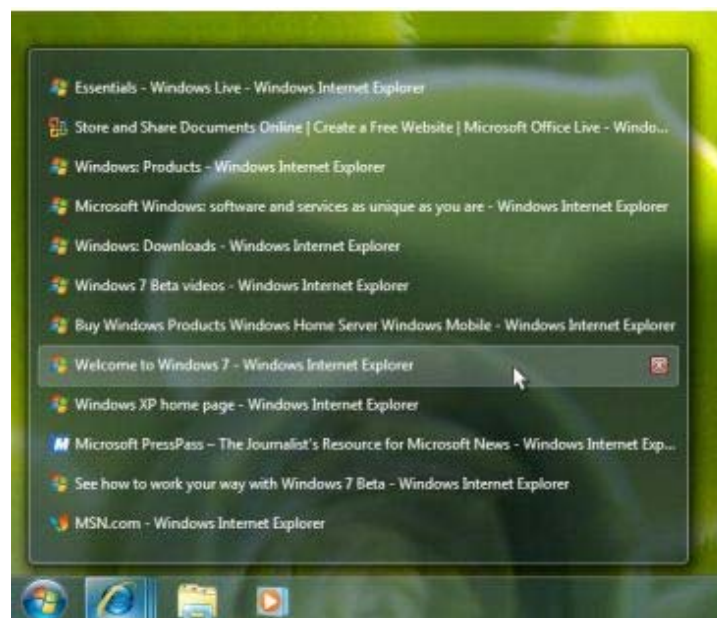 Essentials - Windows Live - Windows Internet Explorer
Store and Share Documents Online | Create a Free Website | Microsoft Office Live - Windo...
Windows: Products - Windows Internet Explorer
Microsoft Windows: software and services as unique as you are - Windows Internet Explorer
Windows: Downloads - Windows Internet Explorer
Windows 7 Beta videos - Windows Internet Explorer
Buy Windows Products Windows Home Server Windows Mobile - Windows Internet Explorer
Welcome to Windows 7 - Windows Internet Explorer
Windows XP home page - Windows Internet Explorer
Microsoft PressPass – The Journalist's Resource for Microsoft News - Windows Internet Exp...
See how to work your way with Windows 7 Beta - Windows Internet Explorer
MSN.com - Windows Internet Explorer